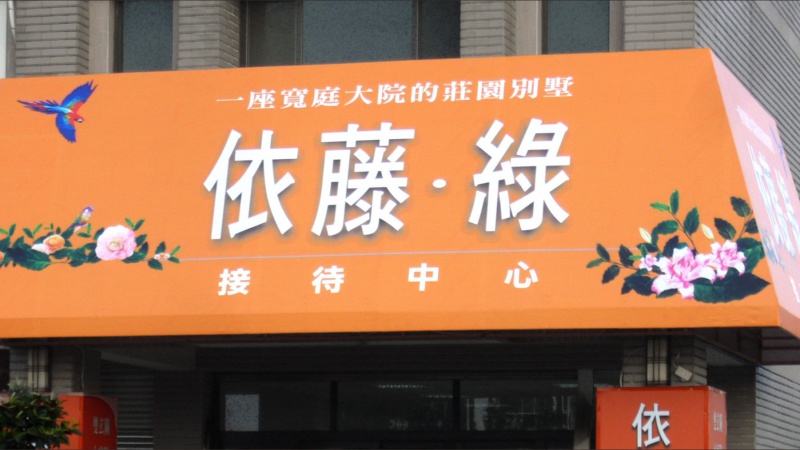 一座寬庭大院的莊園別墅
依藤·綠
接待中心
依